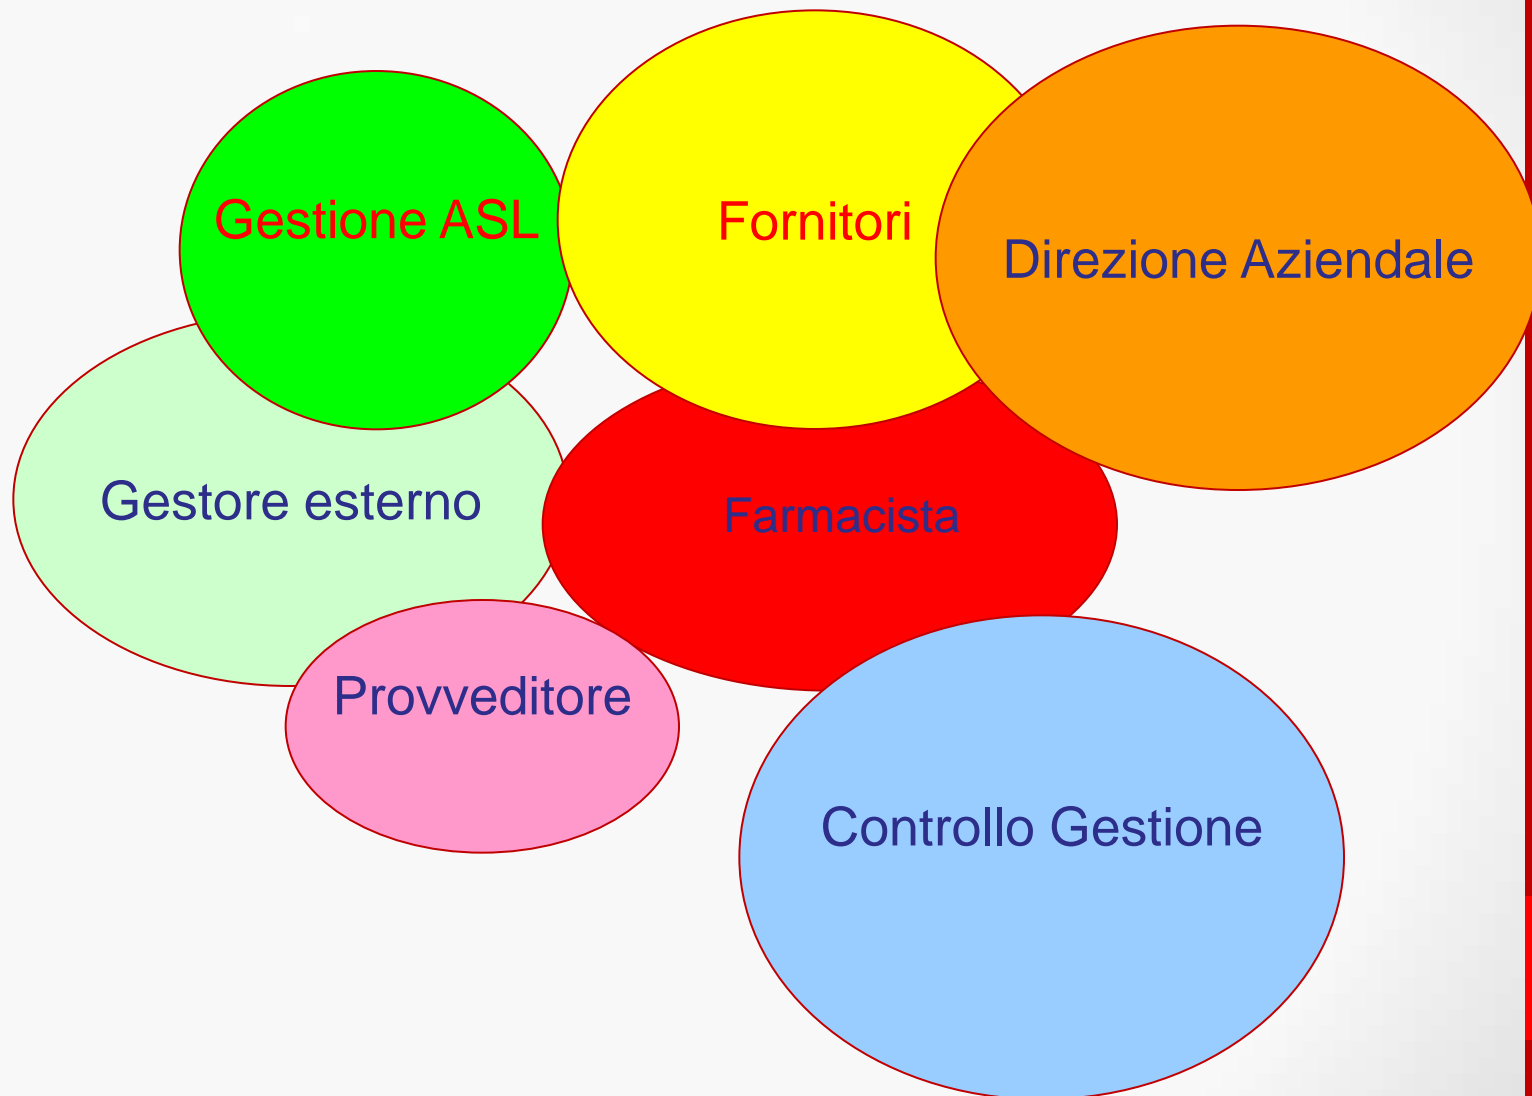 Gestione ASL
Fornitori
Direzione Aziendale
Gestore esterno
Farmacista
Provveditore
Controllo Gestione